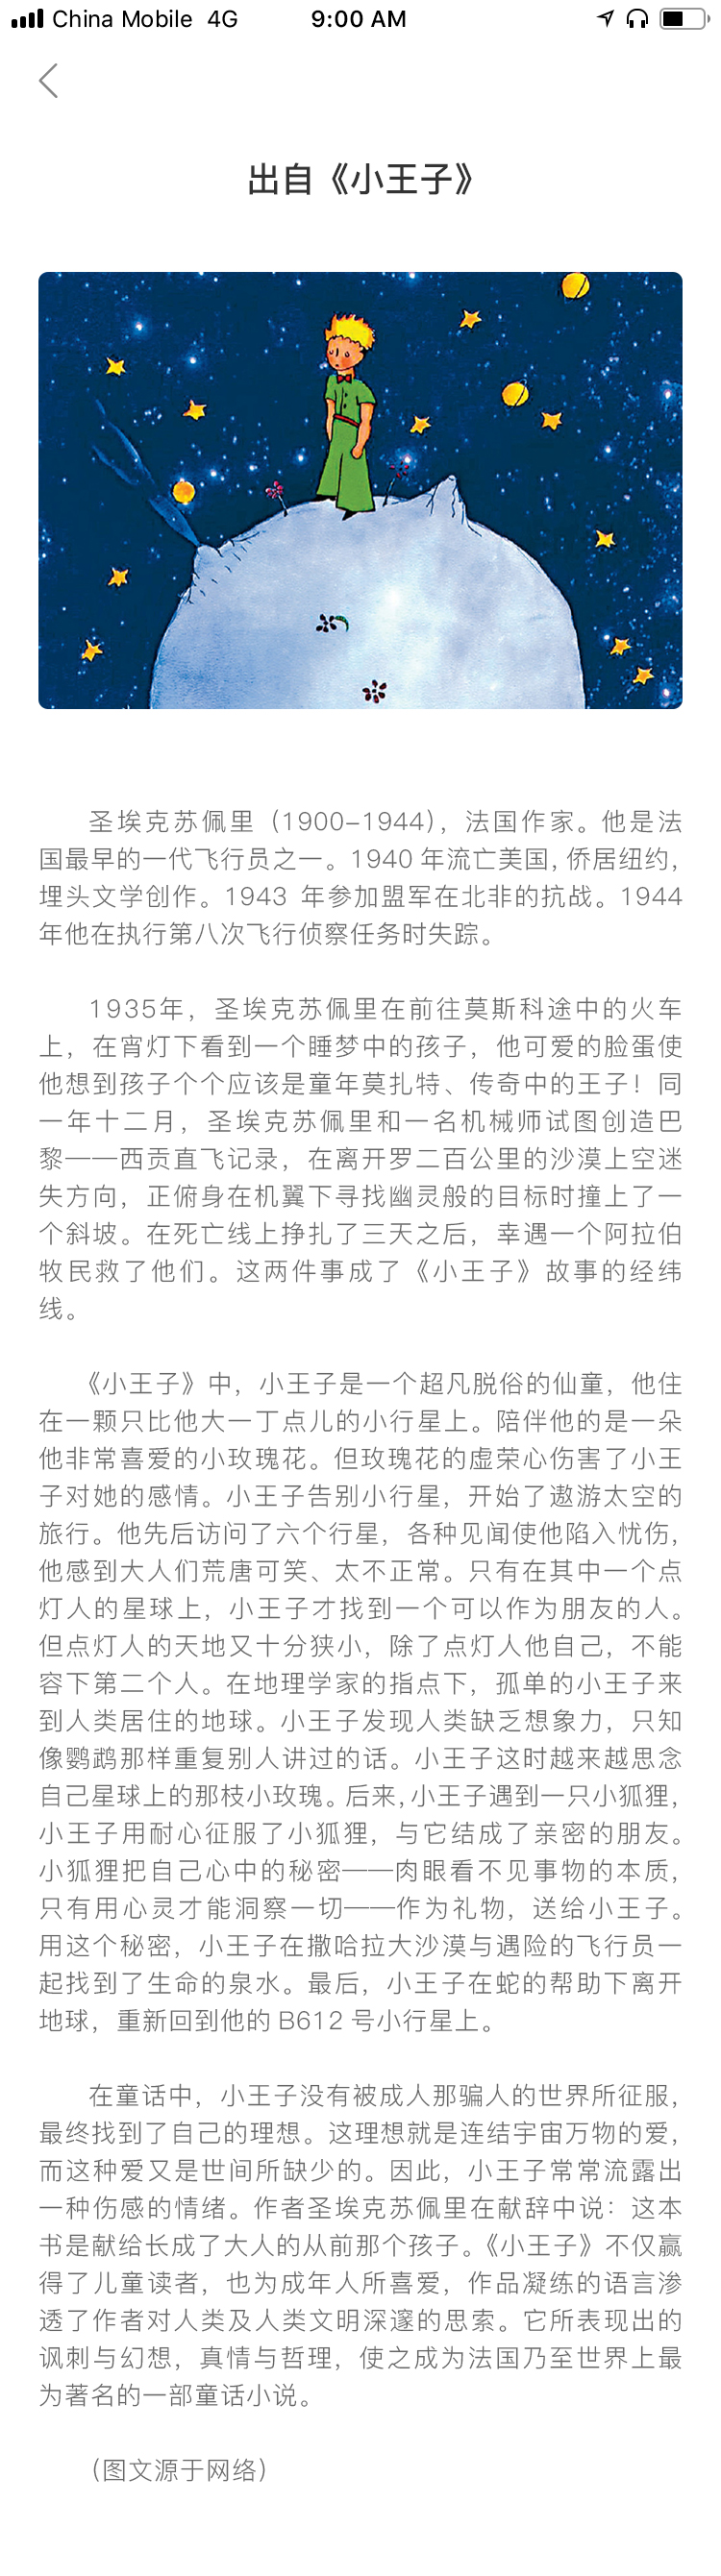 China Mobile 4G 9:00 AM
出自《小王子》
圣埃克苏佩里（1900-1944），法国作家。他是法
国最早的一代飞行员之一。1940 年流亡美国，侨居纽约，
埋头文学创作。1943 年参加盟军在北非的抗战。1944
年他在执行第八次飞行侦察任务时失踪。
1935年，圣埃克苏佩里在前往莫斯科途中的火车
上，在宵灯下看到一个睡梦中的孩子，他可爱的脸蛋使
他想到孩子个个应该是童年莫扎特、传奇中的王子！同
一年十二月，圣埃克苏佩里和一名机械师试图创造巴
黎——西贡直飞记录，在离开罗二百公里的沙漠上空迷
失方向，正俯身在机翼下寻找幽灵般的目标时撞上了一
个斜坡。在死亡线上挣扎了三天之后，幸遇一个阿拉伯
牧民救了他们。这两件事成了《小王子》故事的经纬
线。
《小王子》中，小王子是一个超凡脱俗的仙童，他住
在一颗只比他大一丁点儿的小行星上。陪伴他的是一朵
他非常喜爱的小玫瑰花。但玫瑰花的虚荣心伤害了小王
子对她的感情。小王子告别小行星，开始了遨游太空的
旅行。他先后访问了六个行星，各种见闻使他陷入忧伤，
他感到大人们荒唐可笑、太不正常。只有在其中一个点
灯人的星球上，小王子才找到一个可以作为朋友的人。
但点灯人的天地又十分狭小，除了点灯人他自己，不能
容下第二个人。在地理学家的指点下，孤单的小王子来
到人类居住的地球。小王子发现人类缺乏想象力，只知
像鹦鹉那样重复别人讲过的话。小王子这时越来越思念
自己星球上的那枝小玫瑰。后来，小王子遇到一只小狐狸，
小王子用耐心征服了小狐狸，与它结成了亲密的朋友。
小狐狸把自己心中的秘密——肉眼看不见事物的本质，
只有用心灵才能洞察一切——作为礼物，送给小王子。
用这个秘密，小王子在撒哈拉大沙漠与遇险的飞行员一
起找到了生命的泉水。最后，小王子在蛇的帮助下离开
地球，重新回到他的 B612 号小行星上。
在童话中，小王子没有被成人那骗人的世界所征服，
最终找到了自己的理想。这理想就是连结宇宙万物的爱，
而这种爱又是世间所缺少的。因此，小王子常常流露出
一种伤感的情绪。作者圣埃克苏佩里在献辞中说：这本
书是献给长成了大人的从前那个孩子。《小王子》不仅赢
得了儿童读者，也为成年人所喜爱，作品凝练的语言渗
透了作者对人类及人类文明深邃的思索。它所表现出的
讽刺与幻想，真情与哲理，使之成为法国乃至世界上最
为著名的一部童话小说。
（图文源于网络）